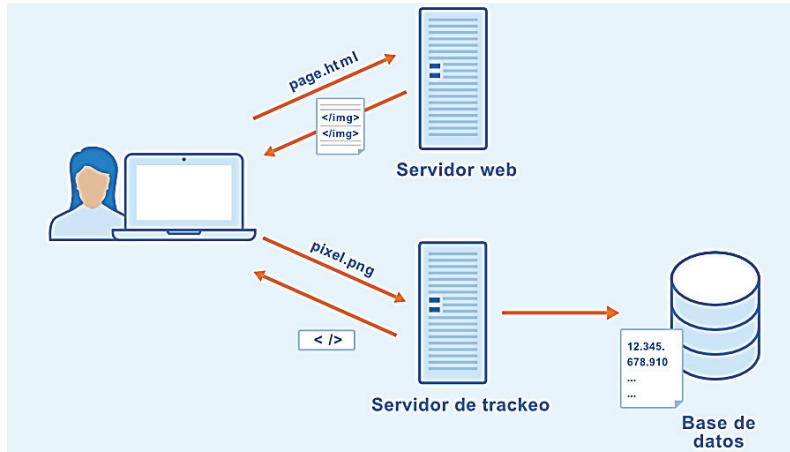 page.html
</img>
</img>
Servidor web
pixel.png
< />
Servidor de trackeo
12.345.
678.910
...
...
Base de
datos